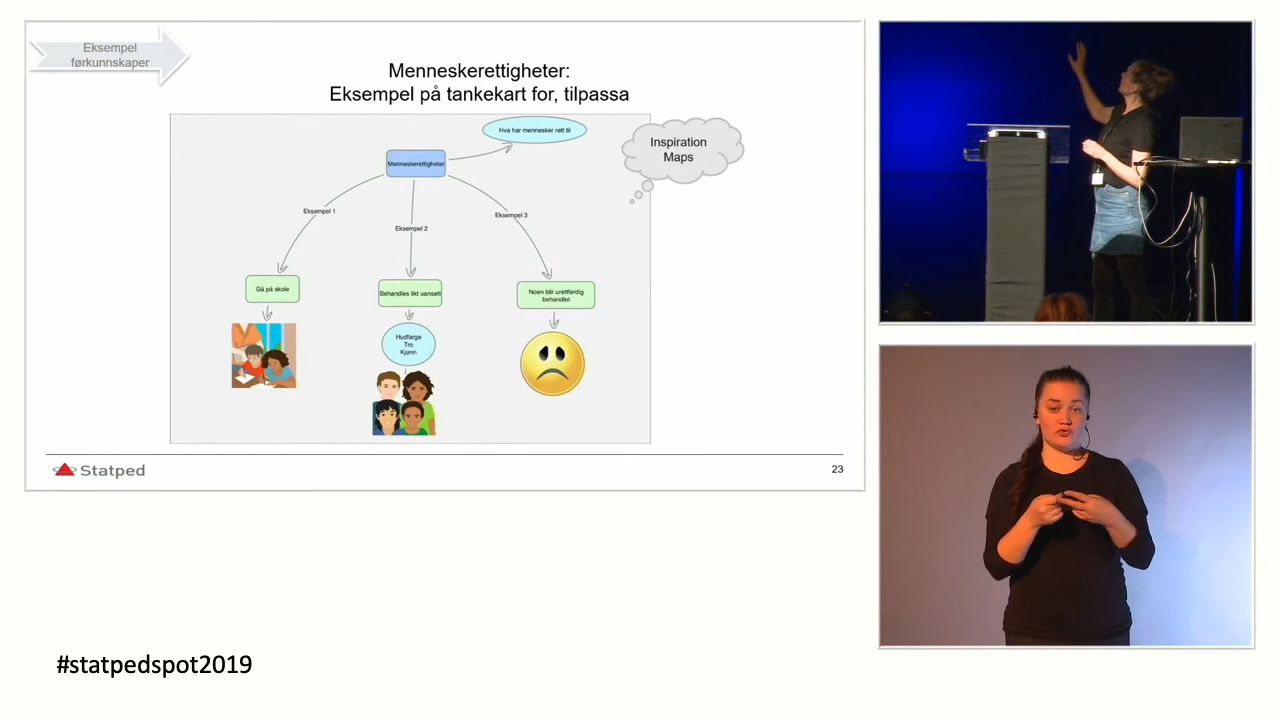 Eksempel
førkunnskaper
Menneskerettigheter:
Eksempel på tankekart for, tilpassa
Hva har mennesker rett til
Inspiration
Maps
Menneskerettigheter
Eksempel 1
Eksempel 2
Eksempel 3
Gå på skole
Behandles likt uansett
Noen blir urettferdig
behandlet
Hudfarge
Tro
Kjønn
Statped
23
#statpedspot2019